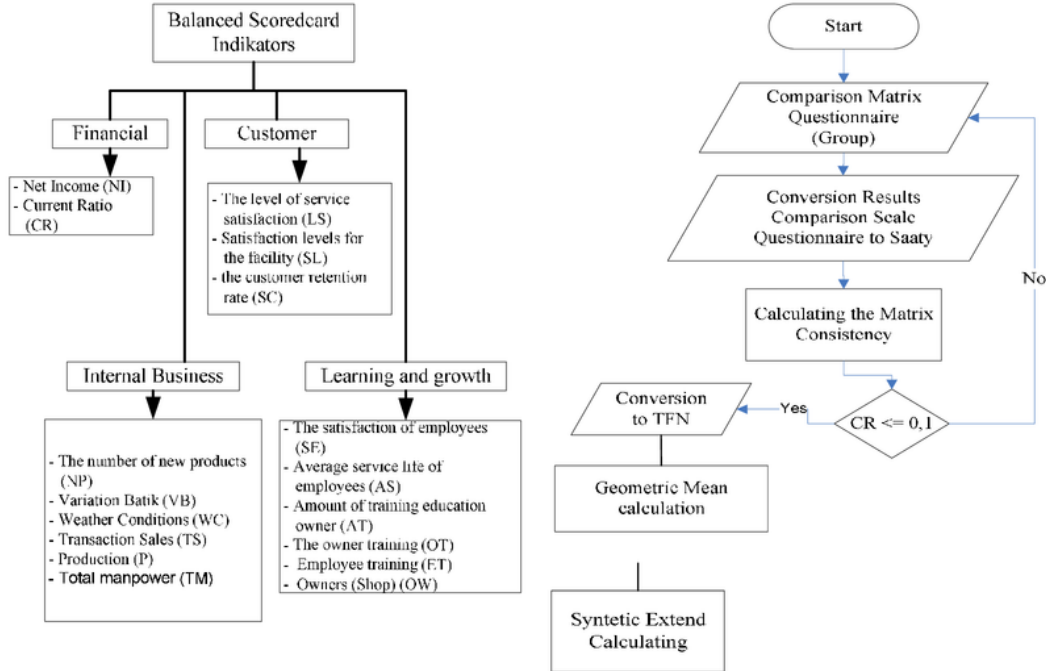 Balanced Scoredcard
Indikators
Financial
- Net Income (NI)
- Current Ratio
(CR)
Customer
- The level of service
satisfaction (LS)
- Satisfaction levels for
the facility (SL)
- the customer retention
rate (SC)
Internal Business
- The number of new products
(NP)
- Variation Batik (VB)
- Weather Conditions (WC)
- Transaction Sales (TS)
- Production (P)
- Total manpower (TM)
Learning and growth
- The satisfaction of employees
(SE)
- Average service life of
employees (AS)
- Amount of training education
owner (AT)
- The owner training (OT)
- Employee training (ET)
- Owners (Shop) (OW)
Start
Comparison Matrix
Questionnaire
(Group)
Conversion Results
Comparison Scale
Questionnaire to Saaty
No
Calculating the Matrix
Consistency
CR <= 0,1
Yes
Conversion
to TFN
Geometric Mean
calculation
Syntetic Extend
Calculating